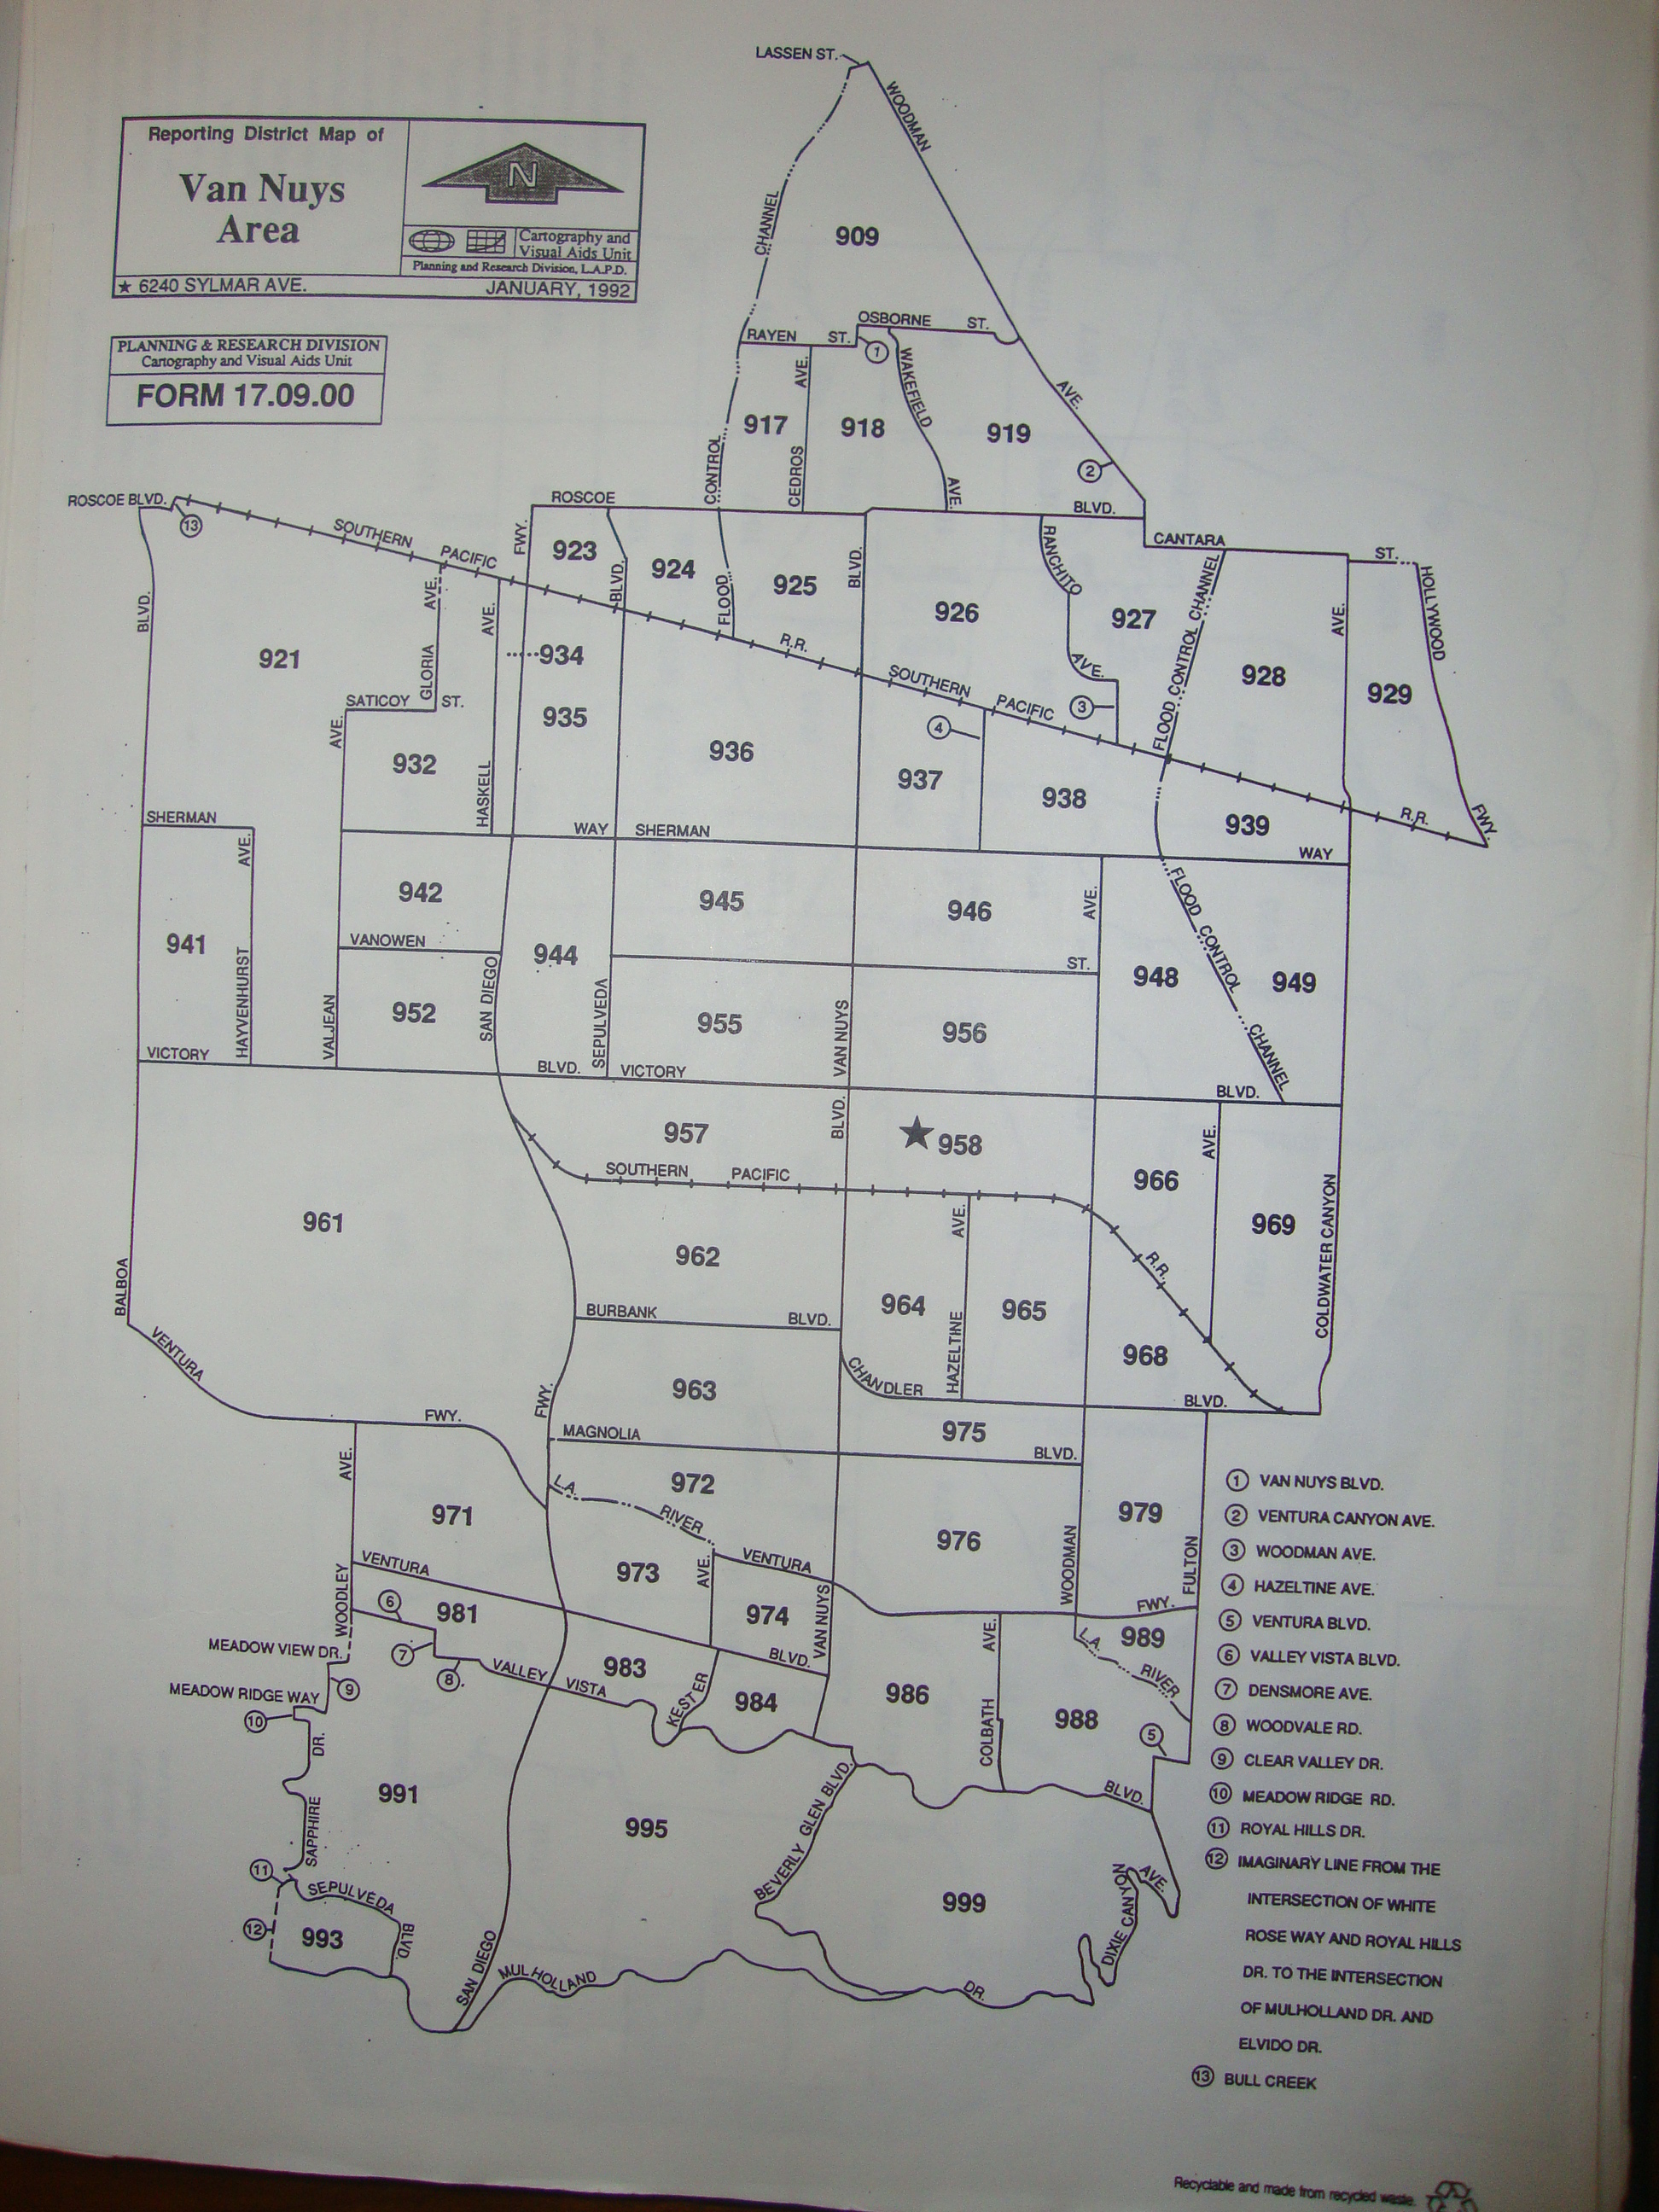 LASSEN ST.
WOODMAN
Reporting District Map of
Van Nuys
Area
N
Cartography and
Visual Aids Unit
Planning and Research Division, L.A.P.D.
★ 6240 SYLMAR AVE.
JANUARY, 1992
CHANNEL
909
PLANNING & RESEARCH DIVISION
Cartography and Visual Aids Unit
FORM 17.09.00
OSBORNE ST.
RAYEN ST.
1
AVE.
WAKEFIELD
AVE.
917
918
919
2
CONTROL
CEDROS
AVE.
ROSCOE BLVD.
13
SOUTHERN
PACIFIC
ROSCOE
BLVD.
FWY.
923
BLVD.
924
FLOOD
925
BLVD.
926
RANCHITO
927
CANTARA
ST.
FLOOD CONTROL CHANNEL
HOLLYWOOD
BLVD.
AVE.
AVE.
AVE.
921
GLORIA
934
R.R.
SOUTHERN
PACIFIC
AVE.
3
928
929
SATICOY ST.
AVE.
935
4
932
HASKELL
936
937
938
939
R.R.
FWY.
SHERMAN
WAY
SHERMAN
WAY
AVE.
942
945
946
AVE.
FLOOD CONTROL
CHANNEL
941
HAYVENHURST
VANOWEN
944
ST.
948
949
VALJEAN
952
SAN DIEGO
SEPULVEDA
955
VAN NUYS
956
VICTORY
BLVD.
VICTORY
BLVD.
957
BLVD.
★ 958
AVE.
SOUTHERN
PACIFIC
966
961
969
AVE.
COLDWATER CANYON
962
R.R.
BALBOA
BURBANK
BLVD.
964
HAZELTINE
965
968
VENTURA
963
CHANDLER
BLVD.
FWY.
FWY.
MAGNOLIA
975
BLVD.
AVE.
971
L.A.
RIVER
972
976
979
WOODMAN
FULTON
VENTURA
973
AVE.
VENTURA
974
VAN NUYS
WOODLEY
6
981
FWY.
AVE.
989
L.A.
RIVER
MEADOW VIEW DR.
7
8.
VALLEY
VISTA
983
BLVD.
MEADOW RIDGE WAY
9
10
KESTER
984
986
COLBATH
988
5
DR.
991
995
BEVERLY GLEN BLVD.
BLVD.
SAPPHIRE
11
SEPULVEDA
BLVD.
12
993
999
DIXIE CANYON
AVE.
SAN DIEGO
MULHOLLAND
DR.
1 VAN NUYS BLVD.
2 VENTURA CANYON AVE.
3 WOODMAN AVE.
4 HAZELTINE AVE.
5 VENTURA BLVD.
6 VALLEY VISTA BLVD.
7 DENSMORE AVE.
8 WOODVALE RD.
9 CLEAR VALLEY DR.
10 MEADOW RIDGE RD.
11 ROYAL HILLS DR.
12 IMAGINARY LINE FROM THE
INTERSECTION OF WHITE
ROSE WAY AND ROYAL HILLS
DR. TO THE INTERSECTION
OF MULHOLLAND DR. AND
ELVIDO DR.
13 BULL CREEK
Recyclable and made from recycled waste.